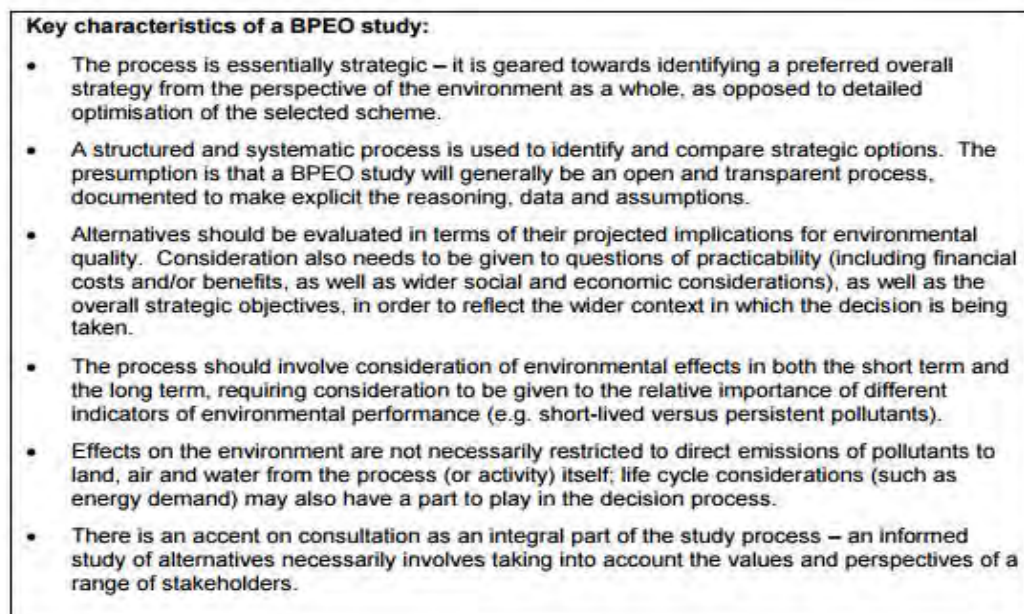 Key characteristics of a BPEO study:
• The process is essentially strategic – it is geared towards identifying a preferred overall
strategy from the perspective of the environment as a whole, as opposed to detailed
optimisation of the selected scheme.
• A structured and systematic process is used to identify and compare strategic options. The
presumption is that a BPEO study will generally be an open and transparent process,
documented to make explicit the reasoning, data and assumptions.
• Alternatives should be evaluated in terms of their projected implications for environmental
quality. Consideration also needs to be given to questions of practicability (including financial
costs and/or benefits, as well as wider social and economic considerations), as well as the
overall strategic objectives, in order to reflect the wider context in which the decision is being
taken.
• The process should involve consideration of environmental effects in both the short term and
the long term, requiring consideration to be given to the relative importance of different
indicators of environmental performance (e.g. short-lived versus persistent pollutants).
• Effects on the environment are not necessarily restricted to direct emissions of pollutants to
land, air and water from the process (or activity) itself; life cycle considerations (such as
energy demand) may also have a part to play in the decision process.
• There is an accent on consultation as an integral part of the study process – an informed
study of alternatives necessarily involves taking into account the values and perspectives of a
range of stakeholders.